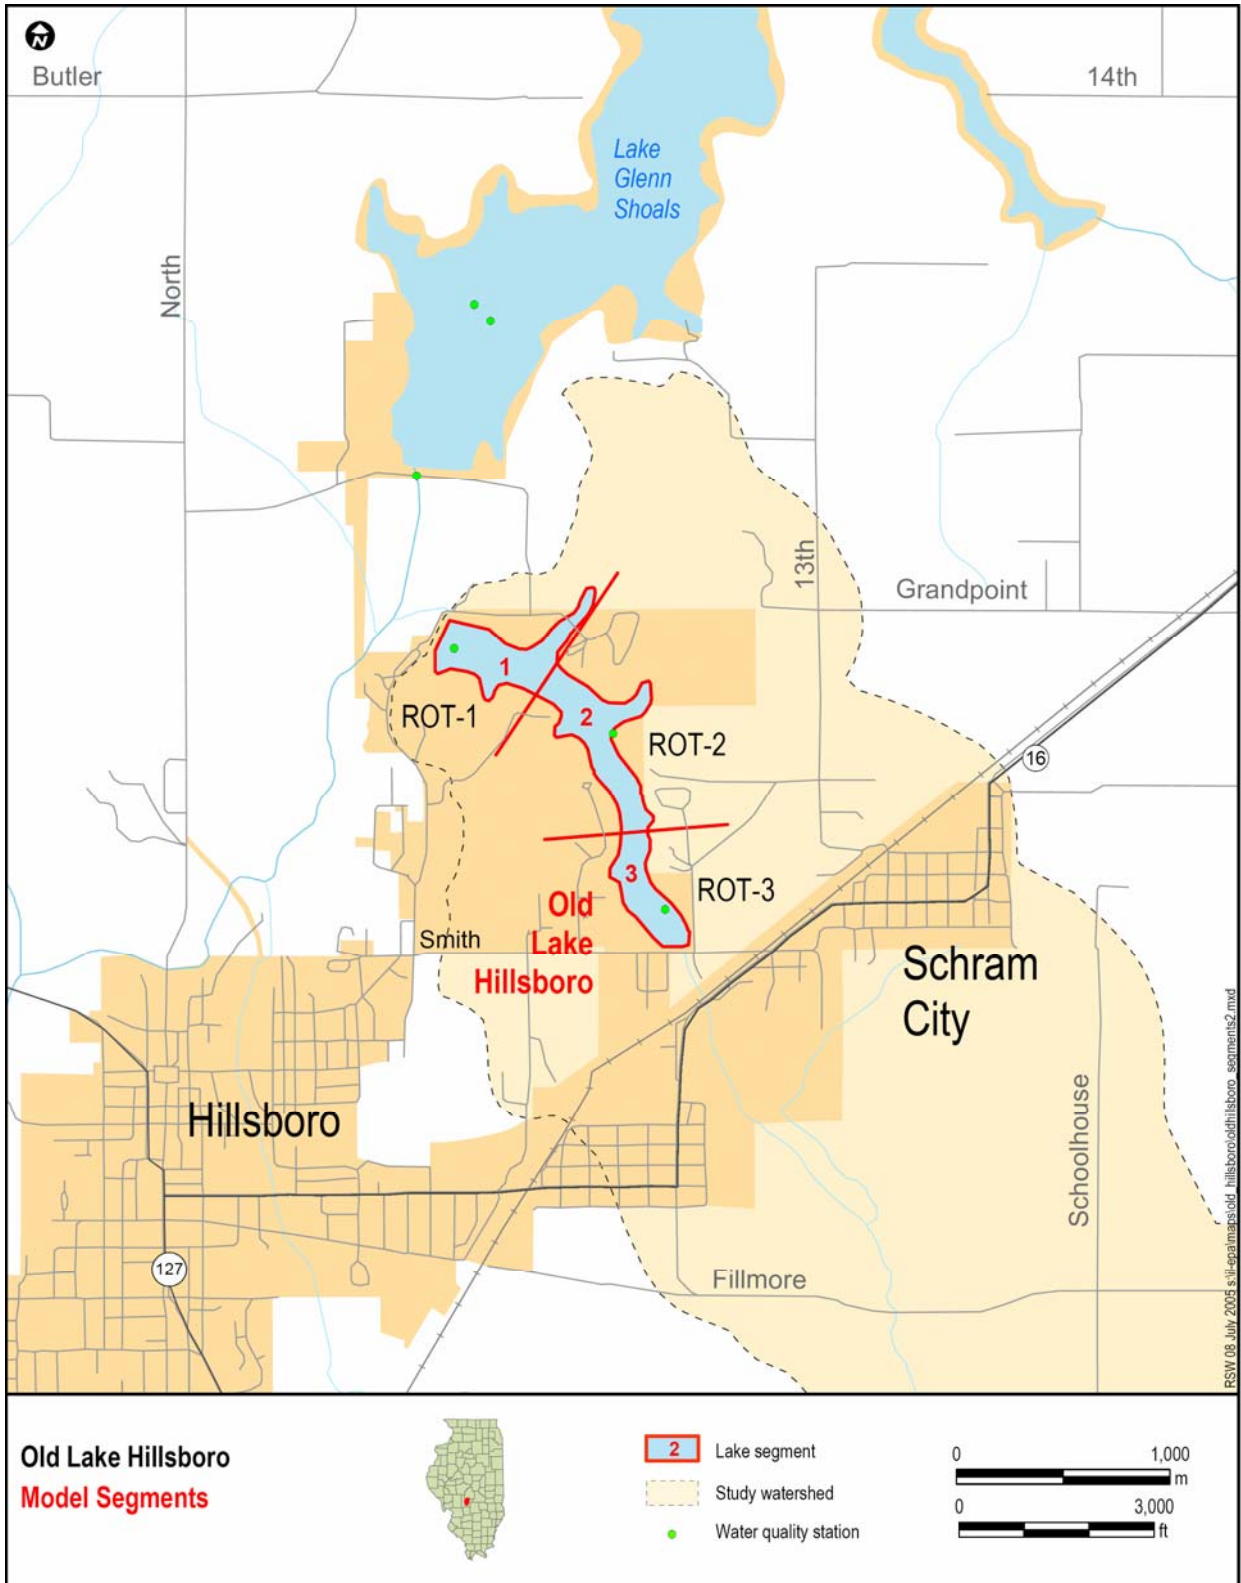 N
Butler
14th
Lake
Glenn
Shoals
North
13th
Grandpoint
16
1
ROT-1
2
ROT-2
3
ROT-3
Old
Lake
Hillsboro
Smith
Schram
City
Hillsboro
Schoolhouse
127
Fillmore
RSW 08 July 2005 s:\il-epa\maps\old_hillsboro\oldhillsboro_segments2.mxd
Old Lake Hillsboro
Model Segments
2 Lake segment
Study watershed
Water quality station
0 1,000
m
0 3,000
ft